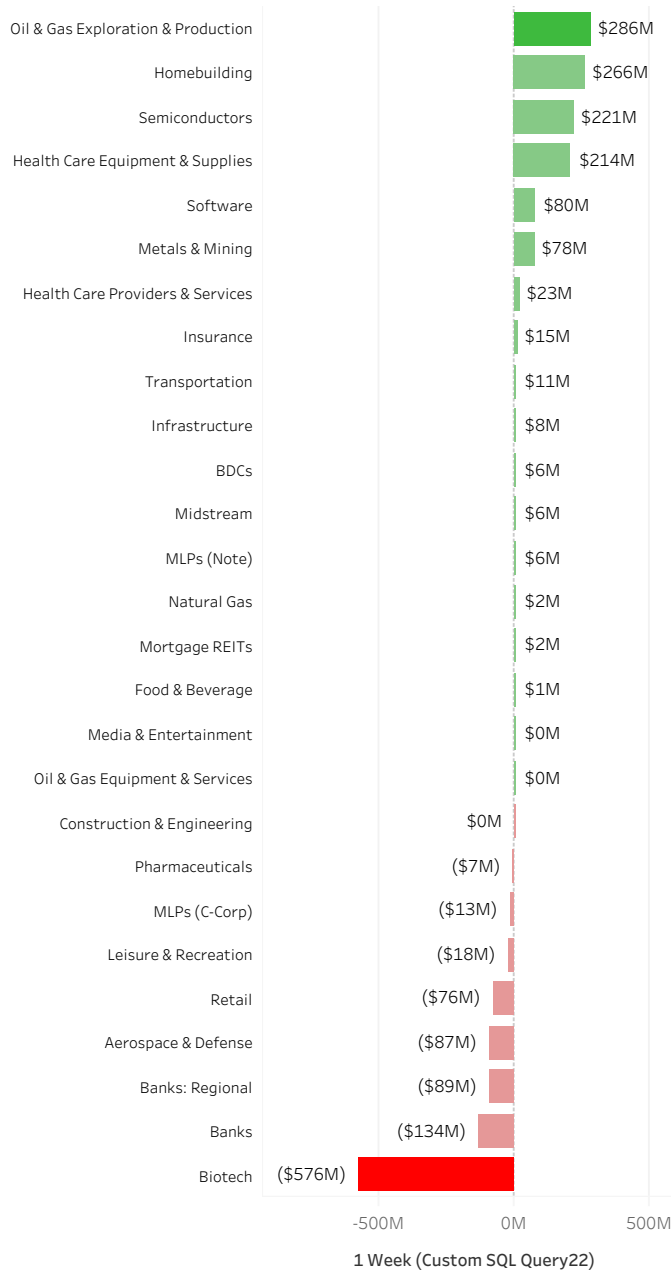 Oil & Gas Exploration & Production $286M
Homebuilding $266M
Semiconductors $221M
Health Care Equipment & Supplies $214M
Software $80M
Metals & Mining $78M
Health Care Providers & Services $23M
Insurance $15M
Transportation $11M
Infrastructure $8M
BDCs $6M
Midstream $6M
MLPs (Note) $6M
Natural Gas $2M
Mortgage REITs $2M
Food & Beverage $1M
Media & Entertainment $0M
Oil & Gas Equipment & Services $0M
Construction & Engineering $0M
Pharmaceuticals ($7M)
MLPs (C-Corp) ($13M)
Leisure & Recreation ($18M)
Retail ($76M)
Aerospace & Defense ($87M)
Banks: Regional ($89M)
Banks ($134M)
Biotech ($576M)
-500M 0M 500M
1 Week (Custom SQL Query22)